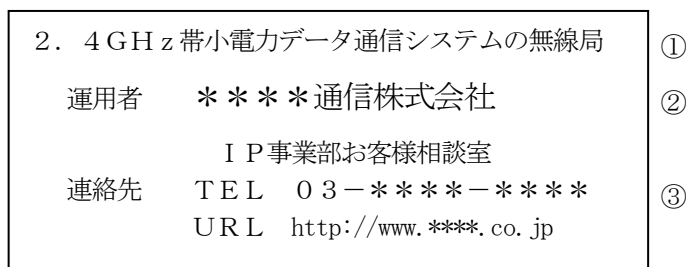 ２．４ＧＨｚ帯小電力データ通信システムの無線局 ①
運用者 ＊＊＊＊通信株式会社 ②
ＩＰ事業部お客様相談室
連絡先 ＴＥＬ ０３－＊＊＊＊－＊＊＊＊ ③
ＵＲＬ http://www.****.co.jp